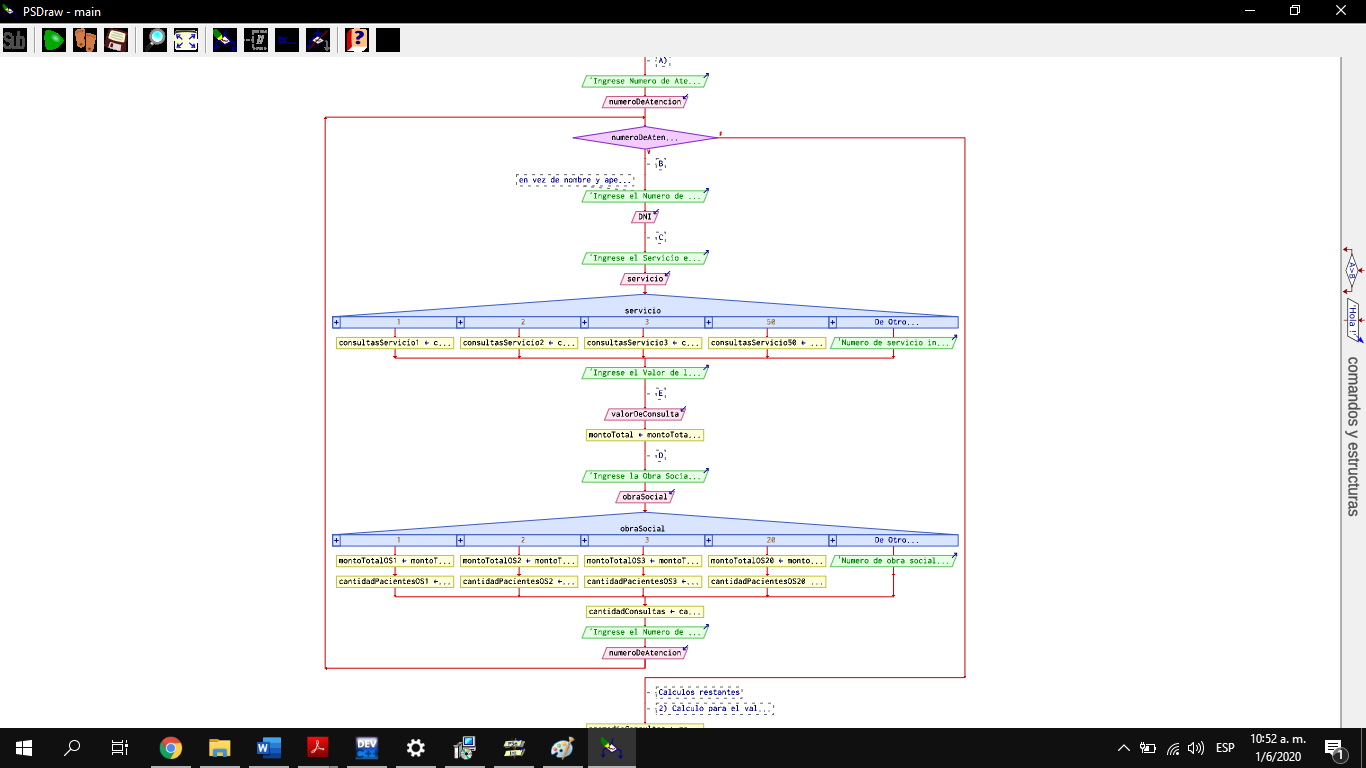 PSDraw - main
Sub
A)
'Ingrese Numero de Ate...
numeroDeAtencion
numeroDeAten...
F
V
B
en vez de nombre y ape...
'Ingrese el Numero de ...
DNI
C
'Ingrese el Servicio e...
servicio
servicio
+ 1 + 2 + 3 + 50 + De Otro...
consultasServicio1 ← c... consultasServicio2 ← c... consultasServicio3 ← c... consultasServicio50 ← ... 'Numero de servicio in...
'Ingrese el Valor de l...
E
valorDeConsulta
montoTotal ← montoTota...
D
'Ingrese la Obra Socia...
obraSocial
obraSocial
+ 1 + 2 + 3 + 20 + De Otro...
montoTotalOS1 ← montoT... montoTotalOS2 ← montoT... montoTotalOS3 ← montoT... montoTotalOS20 ← monto... 'Numero de obra social...
cantidadPacientesOS1 ←... cantidadPacientesOS2 ←... cantidadPacientesOS3 ←... cantidadPacientesOS20 ...
cantidadConsultas ← ca...
'Ingrese el Numero de ...
numeroDeAtencion
Calculos restantes
2) Calculo para el val...
A>B
'Hola !'
comandos y estructuras
W
DEV
ESP
10:52 a. m.
1/6/2020
1